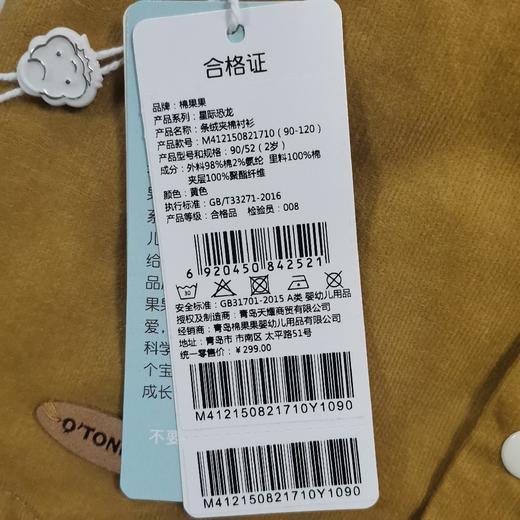 合格证
品牌：棉果果
产品系列：星际恐龙
产品名称：条绒夹棉衬衫
产品款号：M412150821710 (90-120)
产品型号和规格：90/52 (2岁)
成分：外料98%棉2%氨纶 里料100%棉
夹层100%聚酯纤维
颜色：黄色
执行标准：GB/T33271-2016
产品等级：合格品 检验员：008
6 920450 842521
30
安全标准：GB31701-2015 A类 婴幼儿用品
授权及制造商：青岛天耀商贸有限公司
经销商：青岛棉果果婴幼儿用品有限公司
地址：青岛市 市南区 太平路51号
统一零售价：￥299.00
M412150821710Y1090
M412150821710Y1090
果
系
儿
给
品
果果
爱，
科学
个宝
成长
不要
O'TON